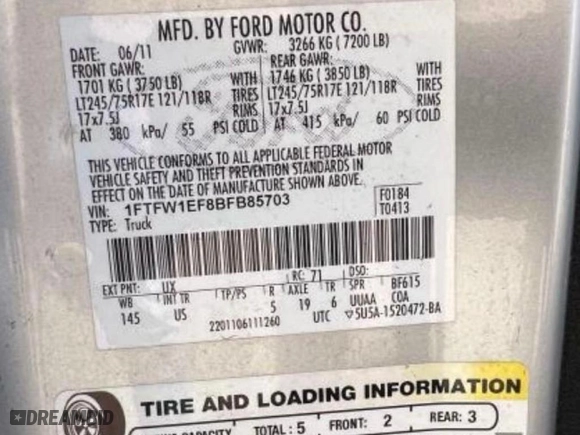 MFD. BY FORD MOTOR CO.
DATE: 06/11 GVWR: 3266 KG ( 7200 LB)
FRONT GAWR: REAR GAWR:
1701 KG ( 3750 LB) WITH 1746 KG ( 3850 LB) WITH
LT245/75R17E 121/118R TIRES LT245/75R17E 121/118R TIRES
17x7.5J RIMS 17x7.5J RIMS
AT 380 kPa/ 55 PSI COLD AT 415 kPa/ 60 PSI COLD
THIS VEHICLE CONFORMS TO ALL APPLICABLE FEDERAL MOTOR
VEHICLE SAFETY AND THEFT PREVENTION STANDARDS IN
EFFECT ON THE DATE OF MANUFACTURE SHOWN ABOVE.
VIN: 1FTFW1EF8BFB85703 F0184
TYPE: Truck T0413
EXT PNT: UX RC: 71 DSO:
WB INT TR TP/PS R AXLE TR SPR BF615
145 US 5 19 6 UUAA COA
2201106111260 UTC ▽5U5A-1520472-BA
TIRE AND LOADING INFORMATION
CAPACITY TOTAL : 5 FRONT: 2 REAR: 3
DREAMBID